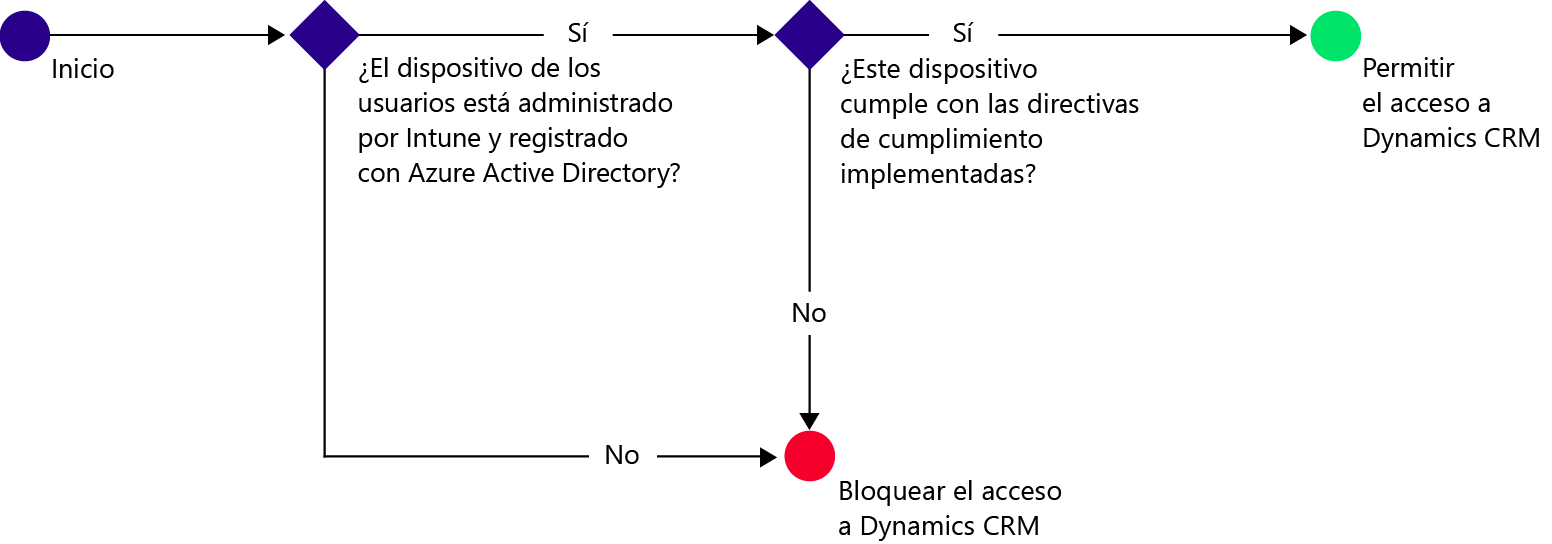 Inicio
Sí
¿El dispositivo de los
usuarios está administrado
por Intune y registrado
con Azure Active Directory?
Sí
¿Este dispositivo
cumple con las directivas
de cumplimiento
implementadas?
Permitir
el acceso a
Dynamics CRM
No
No
Bloquear el acceso
a Dynamics CRM